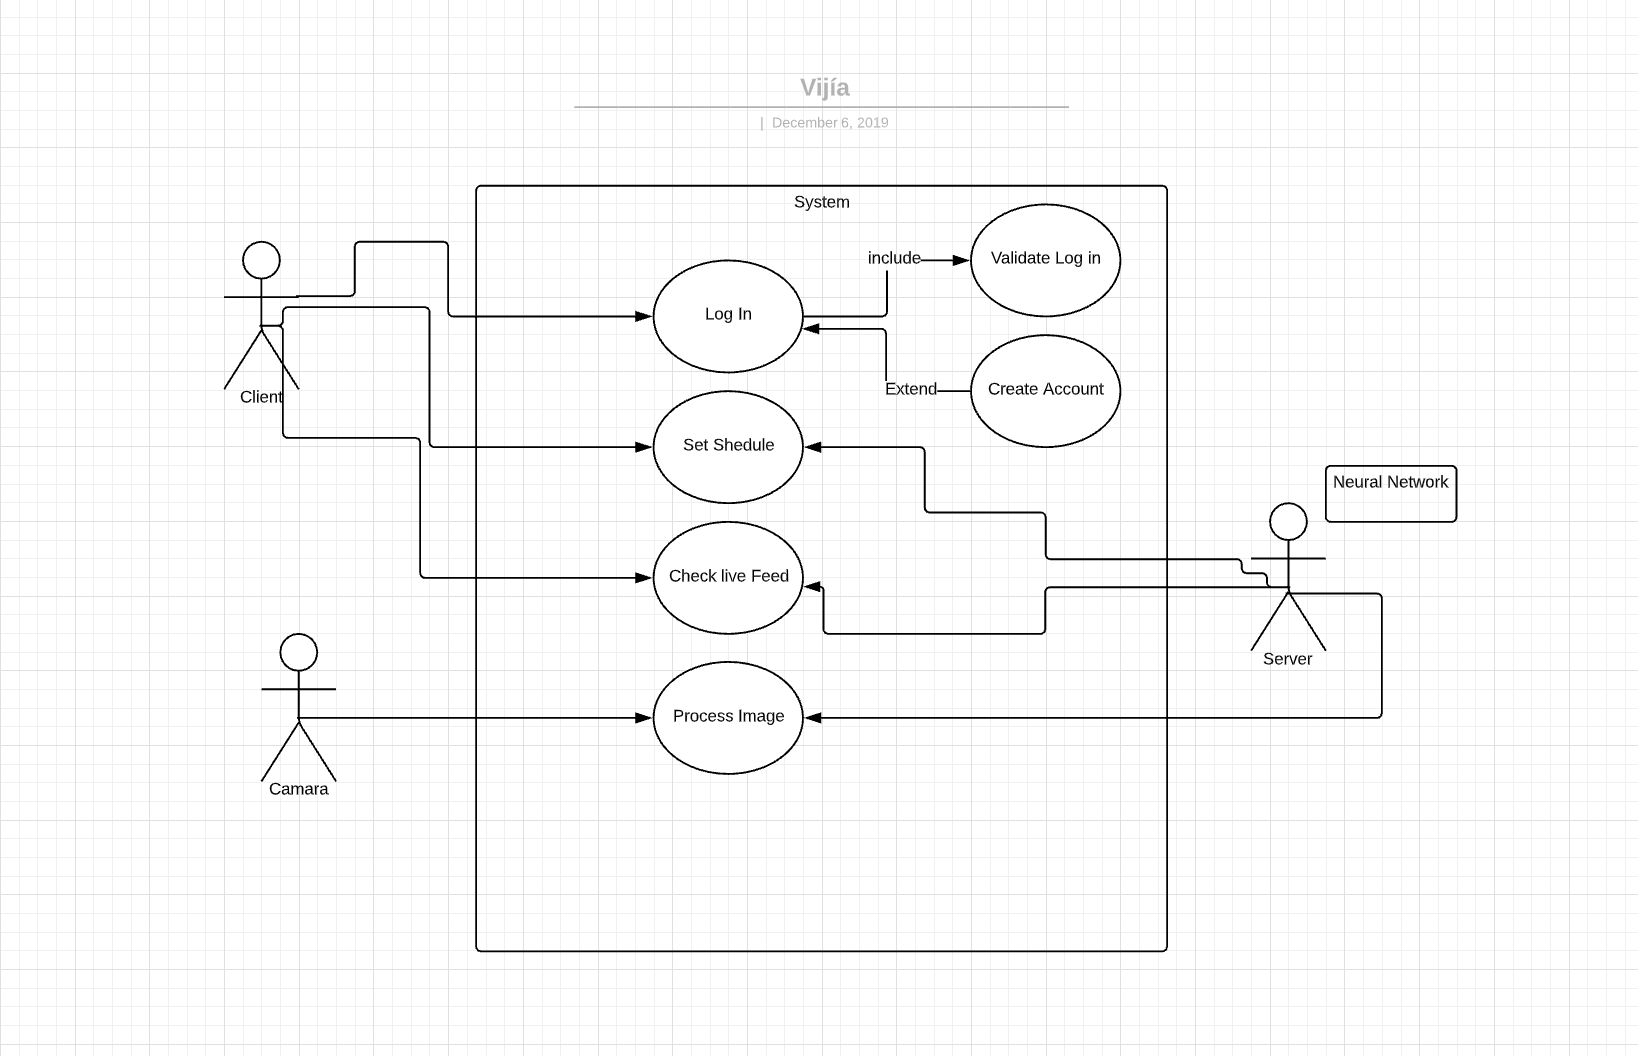 Vijía
| December 6, 2019
System
Validate Log in
include
Log In
Create Account
Extend
Client
Set Shedule
Neural Network
Check live Feed
Server
Process Image
Camara